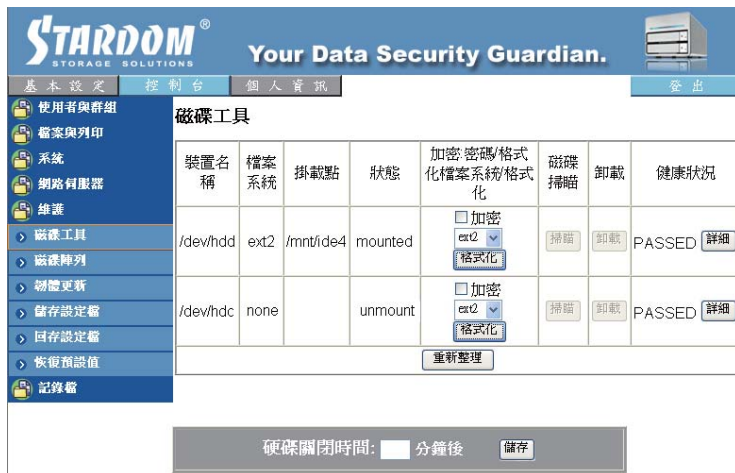 STARDOM®
STORAGE SOLUTIONS
Your Data Security Guardian.
基本設定 控制台 個人資訊 登出
使用者與群組
檔案與列印
系統
網路伺服器
維護
磁碟工具
磁碟陣列
韌體更新
儲存設定檔
回存設定檔
恢復預設值
記錄檔
磁碟工具
裝置名稱 檔案系統 掛載點 狀態 加密:密碼/格式化檔案系統/格式化 磁碟掃瞄 卸載 健康狀況
/dev/hdd ext2 /mnt/ide4 mounted 加密 ext2 格式化 掃瞄 卸載 PASSED 詳細
/dev/hdc none unmount 加密 ext2 格式化 掃瞄 卸載 PASSED 詳細
重新整理
硬碟關閉時間: 分鐘後 儲存